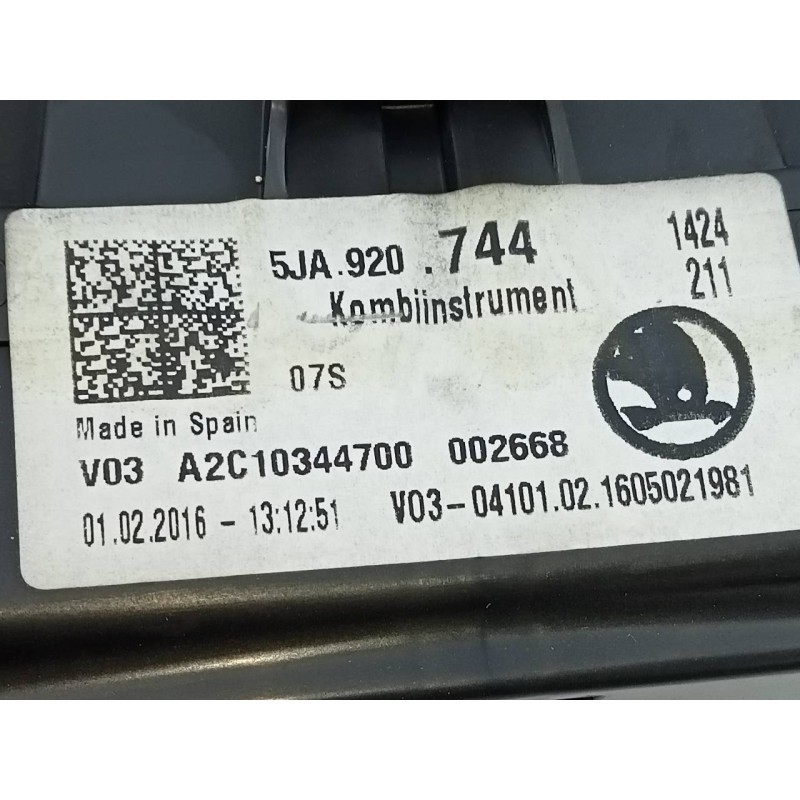 5JA.920 .744 1424
Kombiinstrument 211
07S
Made in Spain
V03 A2C10344700 002668
01.02.2016 - 13:12:51 V03-04101.02.1605021981